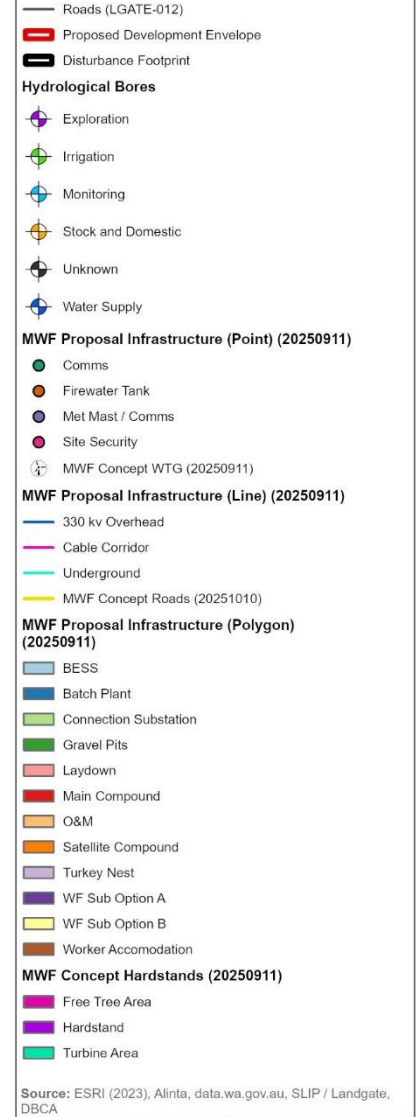 Roads (LGATE-012)
Proposed Development Envelope
Disturbance Footprint
Hydrological Bores
Exploration
Irrigation
Monitoring
Stock and Domestic
Unknown
Water Supply
MWF Proposal Infrastructure (Point) (20250911)
Comms
Firewater Tank
Met Mast / Comms
Site Security
MWF Concept WTG (20250911)
MWF Proposal Infrastructure (Line) (20250911)
330 kv Overhead
Cable Corridor
Underground
MWF Concept Roads (20251010)
MWF Proposal Infrastructure (Polygon)
(20250911)
BESS
Batch Plant
Connection Substation
Gravel Pits
Laydown
Main Compound
O&M
Satellite Compound
Turkey Nest
WF Sub Option A
WF Sub Option B
Worker Accomodation
MWF Concept Hardstands (20250911)
Free Tree Area
Hardstand
Turbine Area
Source: ESRI (2023), Alinta, data.wa.gov.au, SLIP / Landgate,
DBCA